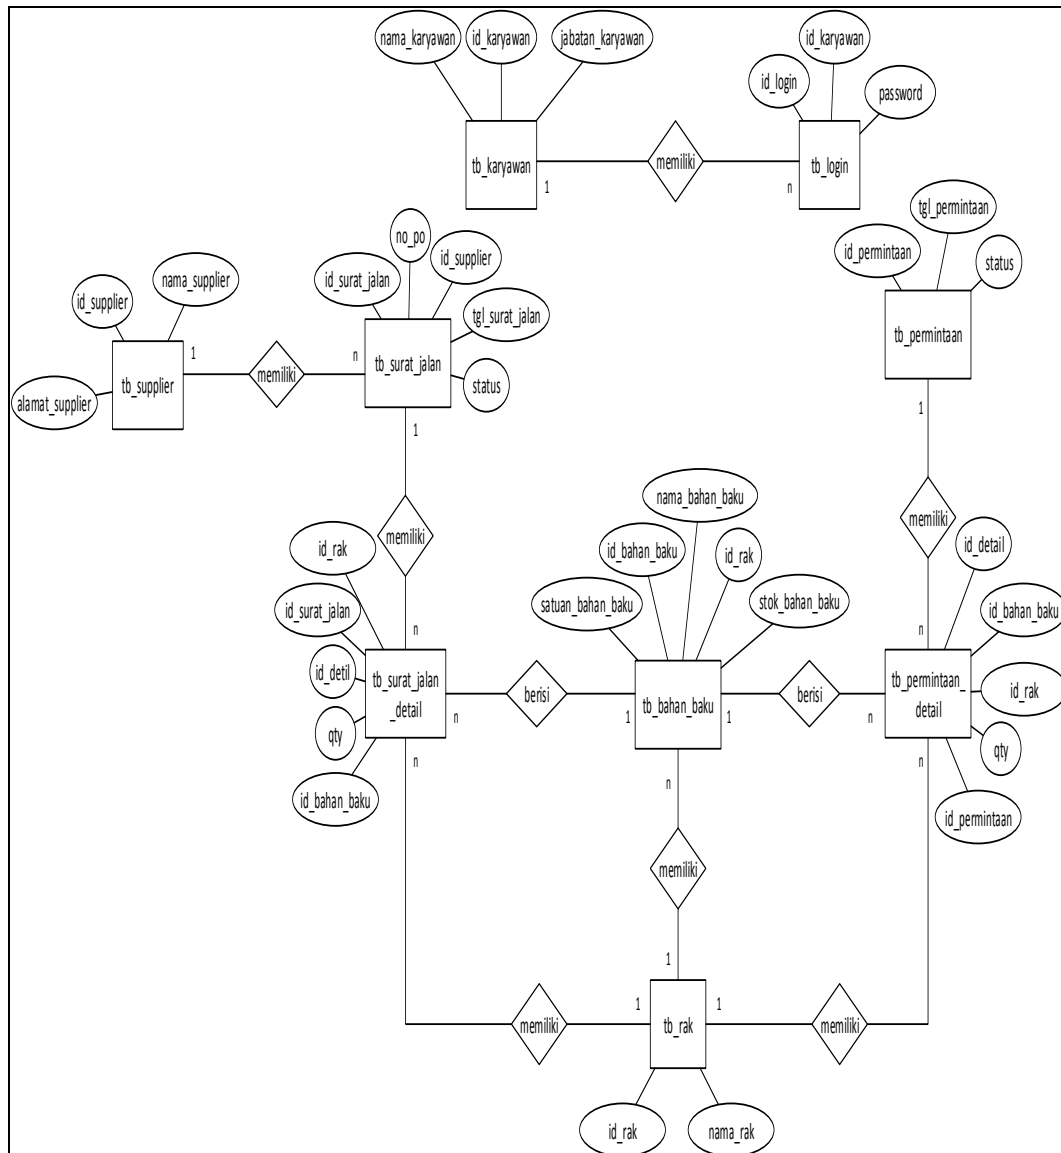 nama_karyawan
id_karyawan
jabatan_karyawan
id_karyawan
id_login
password
tb_karyawan
memiliki
tb_login
1
n
tgl_permintaan
no_po
id_supplier
id_permintaan
status
nama_supplier
id_surat_jalan
id_supplier
tgl_surat_jalan
tb_permintaan
1
n
tb_supplier
memiliki
tb_surat_jalan
status
alamat_supplier
1
1
nama_bahan_baku
memiliki
memiliki
id_rak
id_bahan_baku
id_rak
id_detail
satuan_bahan_baku
stok_bahan_baku
id_surat_jalan
id_bahan_baku
n
n
id_detil
tb_surat_jalan
_detail
berisi
tb_bahan_baku
berisi
tb_permintaan_
detail
id_rak
n
1
1
n
qty
qty
n
n
n
id_bahan_baku
id_permintaan
memiliki
1
1
1
memiliki
tb_rak
memiliki
id_rak
nama_rak